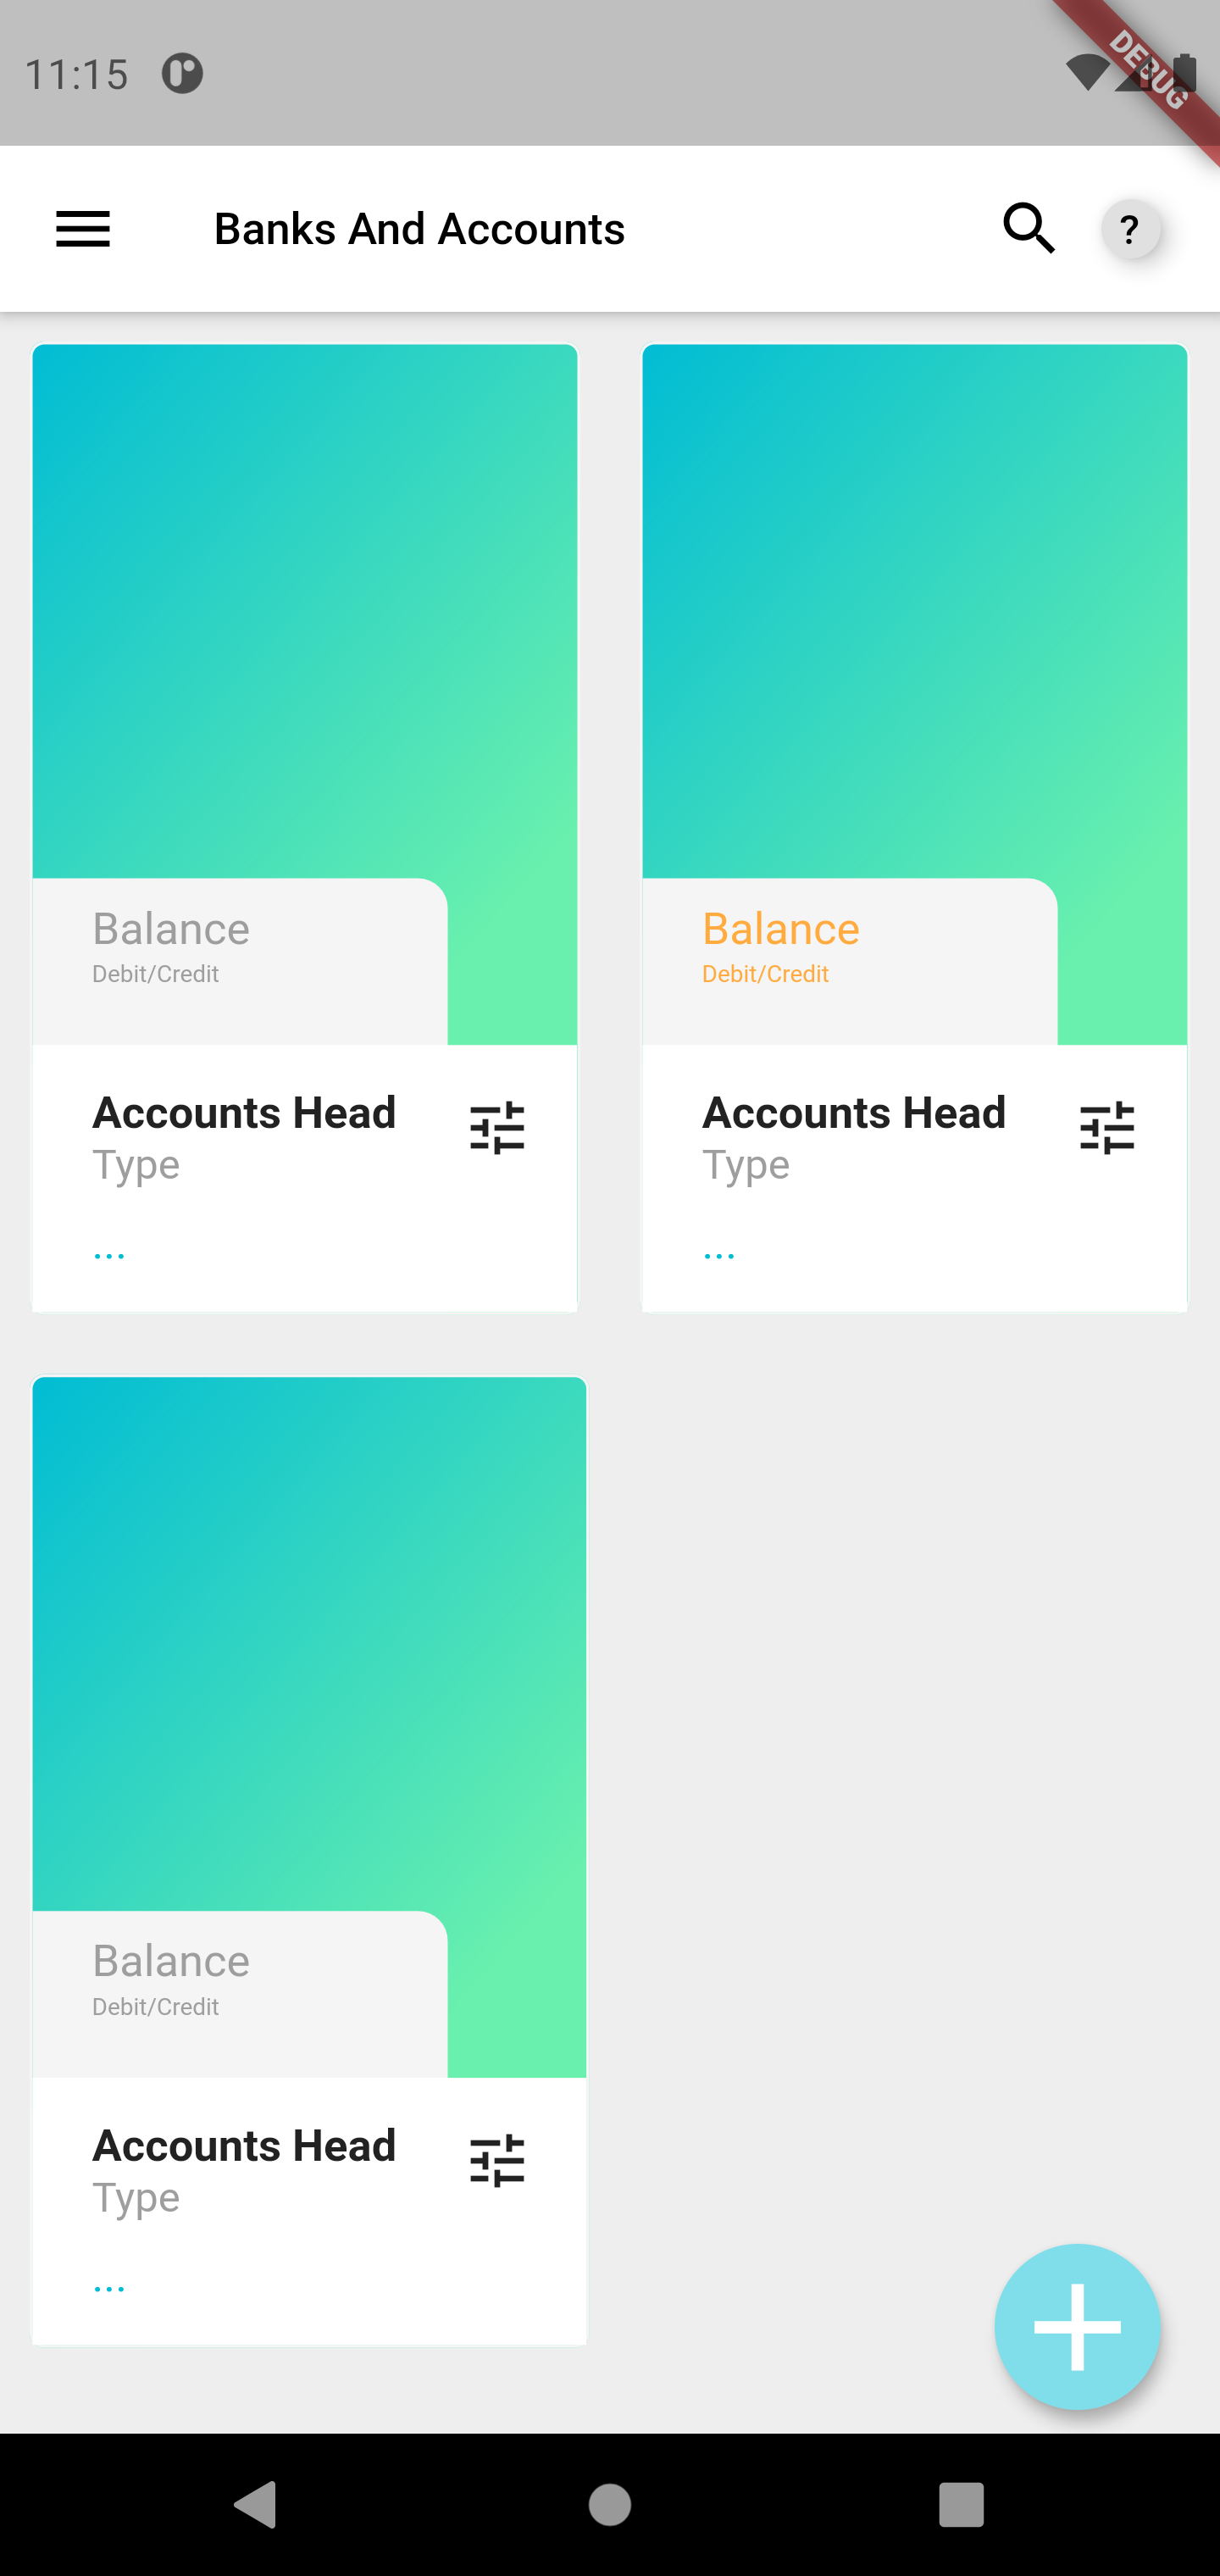 11:15
DEBUG
Banks And Accounts
?
Balance
Debit/Credit
Accounts Head
Type
...
Balance
Debit/Credit
Accounts Head
Type
...
Balance
Debit/Credit
Accounts Head
Type
...